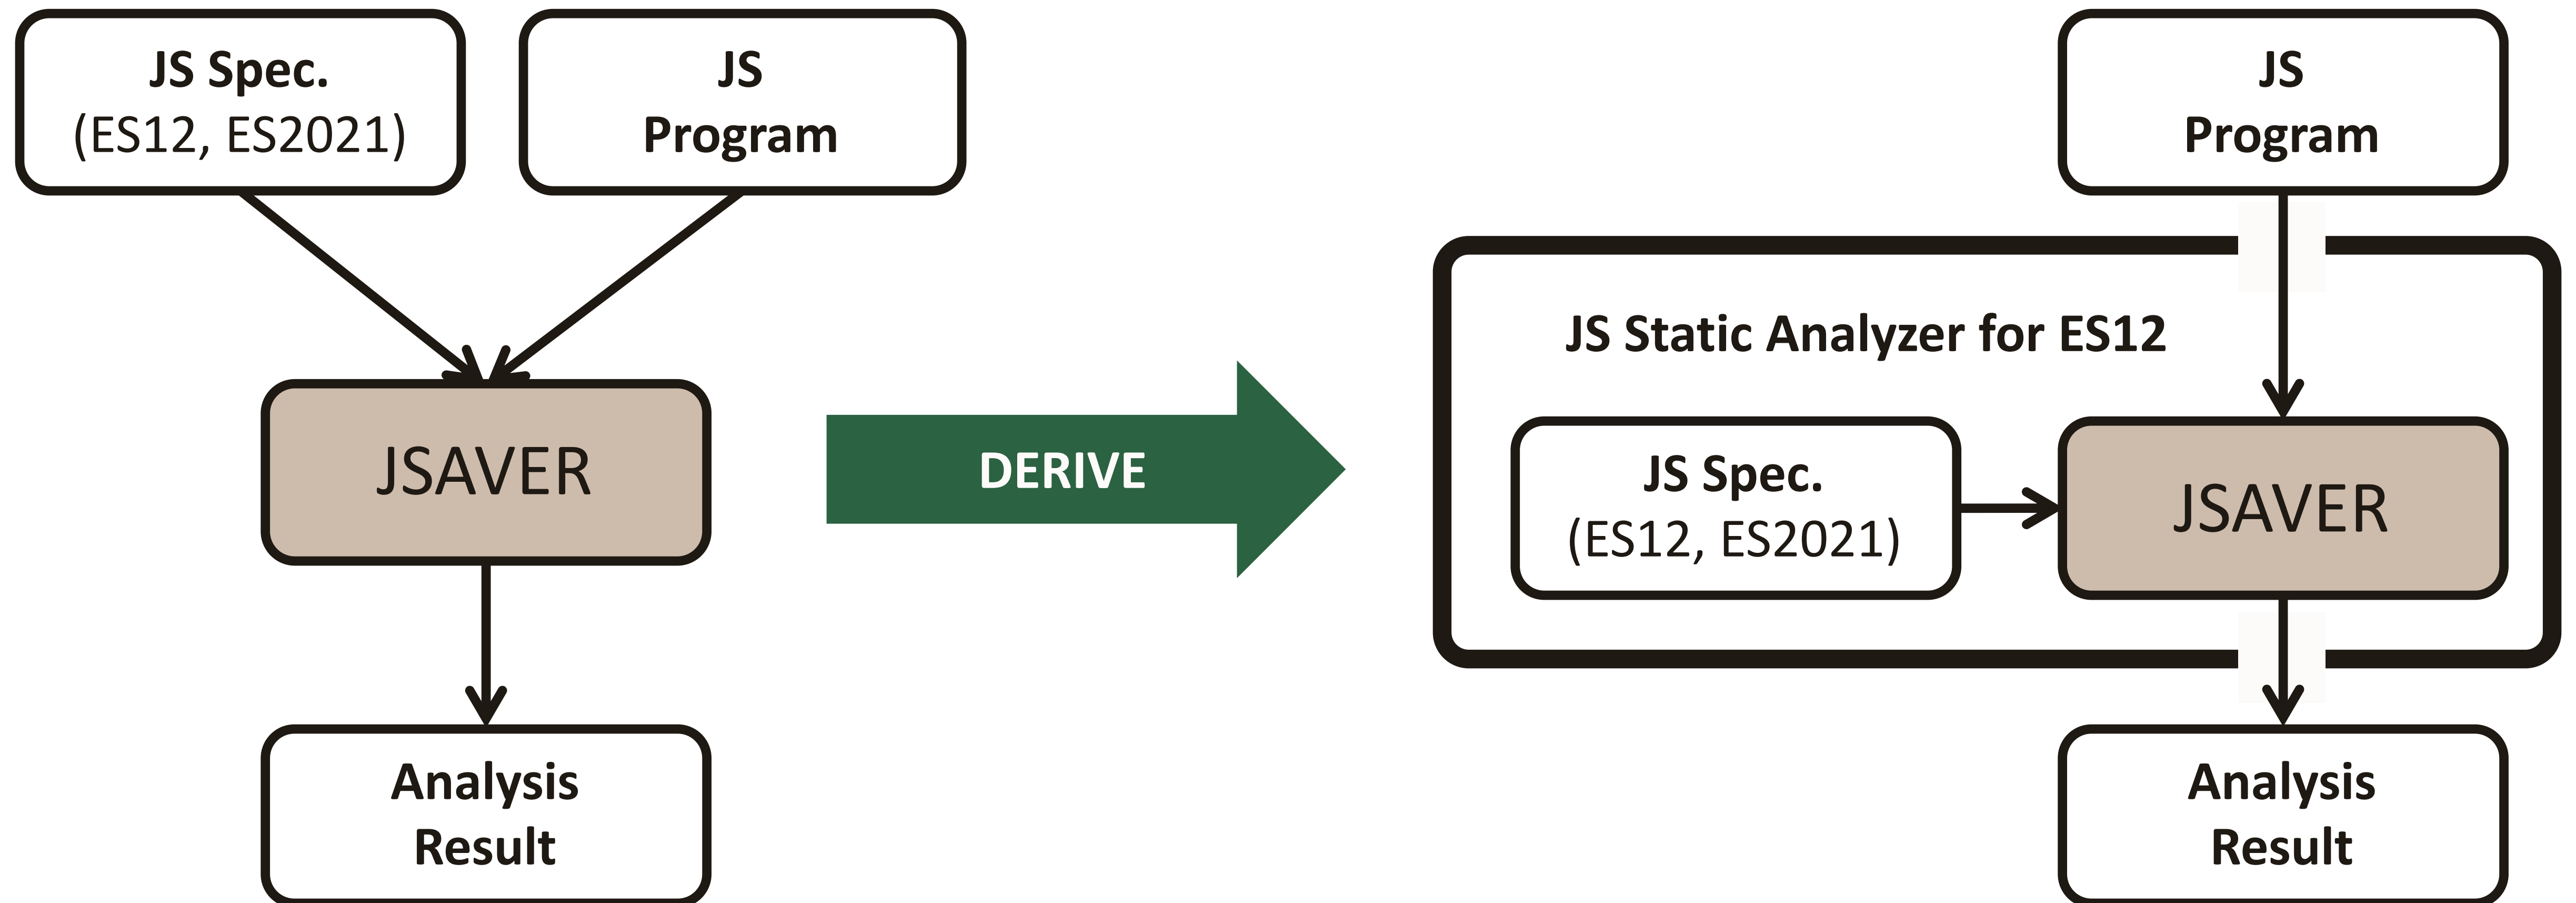 JS Spec.
(ES12, ES2021)
JS
Program
JSAVER
Analysis
Result
DERIVE
JS
Program
JS Static Analyzer for ES12
JS Spec.
(ES12, ES2021)
JSAVER
Analysis
Result